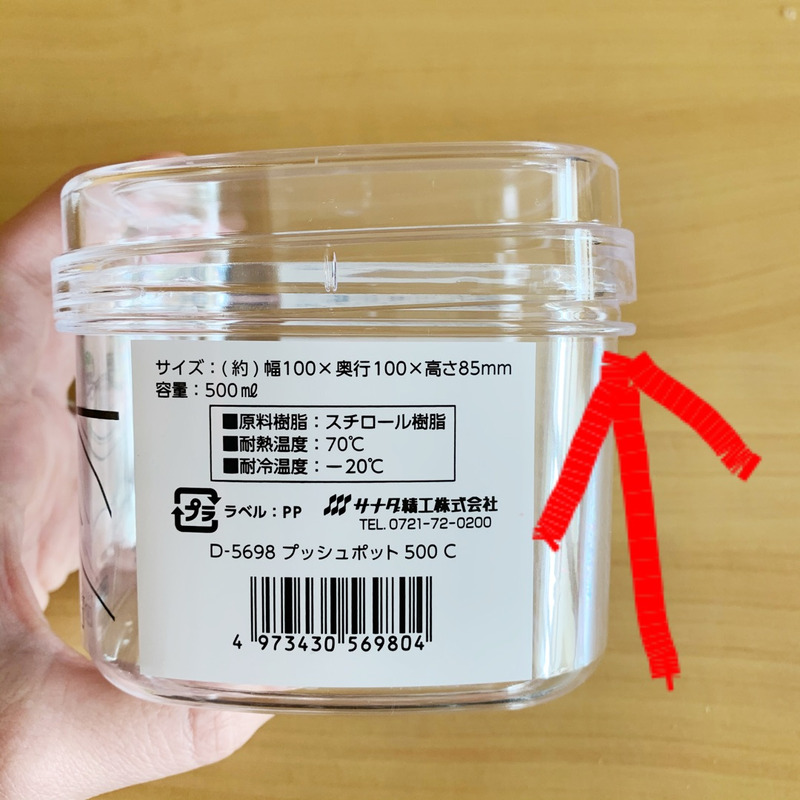 サイズ：(約)幅100×奥行100×高さ85mm
容量：500㎖
■原料樹脂：スチロール樹脂
■耐熱温度：70℃
■耐冷温度：−20℃
プラ ラベル：PP サナダ精工株式会社
TEL. 0721-72-0200
D-5698 プッシュポット 500 C
4 973430 569804